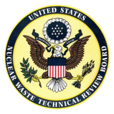 UNITED STATES
NUCLEAR WASTE TECHNICAL REVIEW BOARD